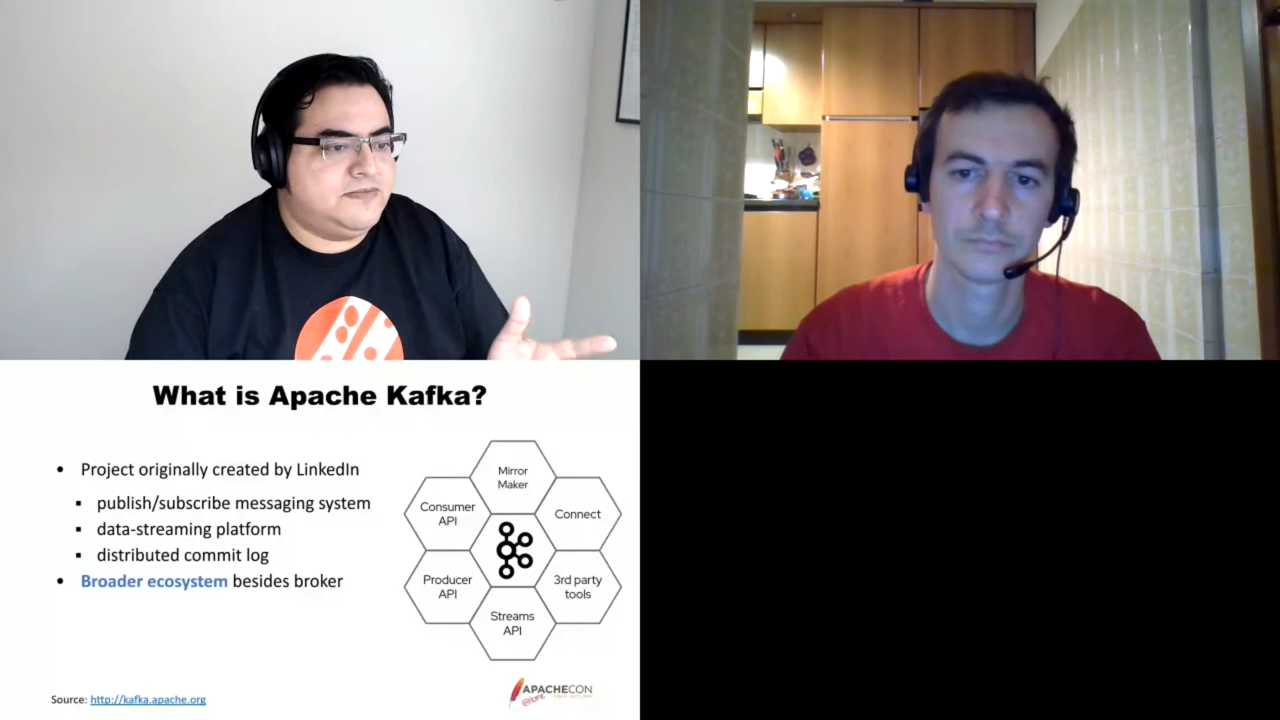 What is Apache Kafka?
• Project originally created by LinkedIn
▪ publish/subscribe messaging system
▪ data-streaming platform
▪ distributed commit log
• Broader ecosystem besides broker
Mirror
Maker
Consumer
API
Connect
Producer
API
3rd party
tools
Streams
API
Source: http://kafka.apache.org
APACHECON
@Home